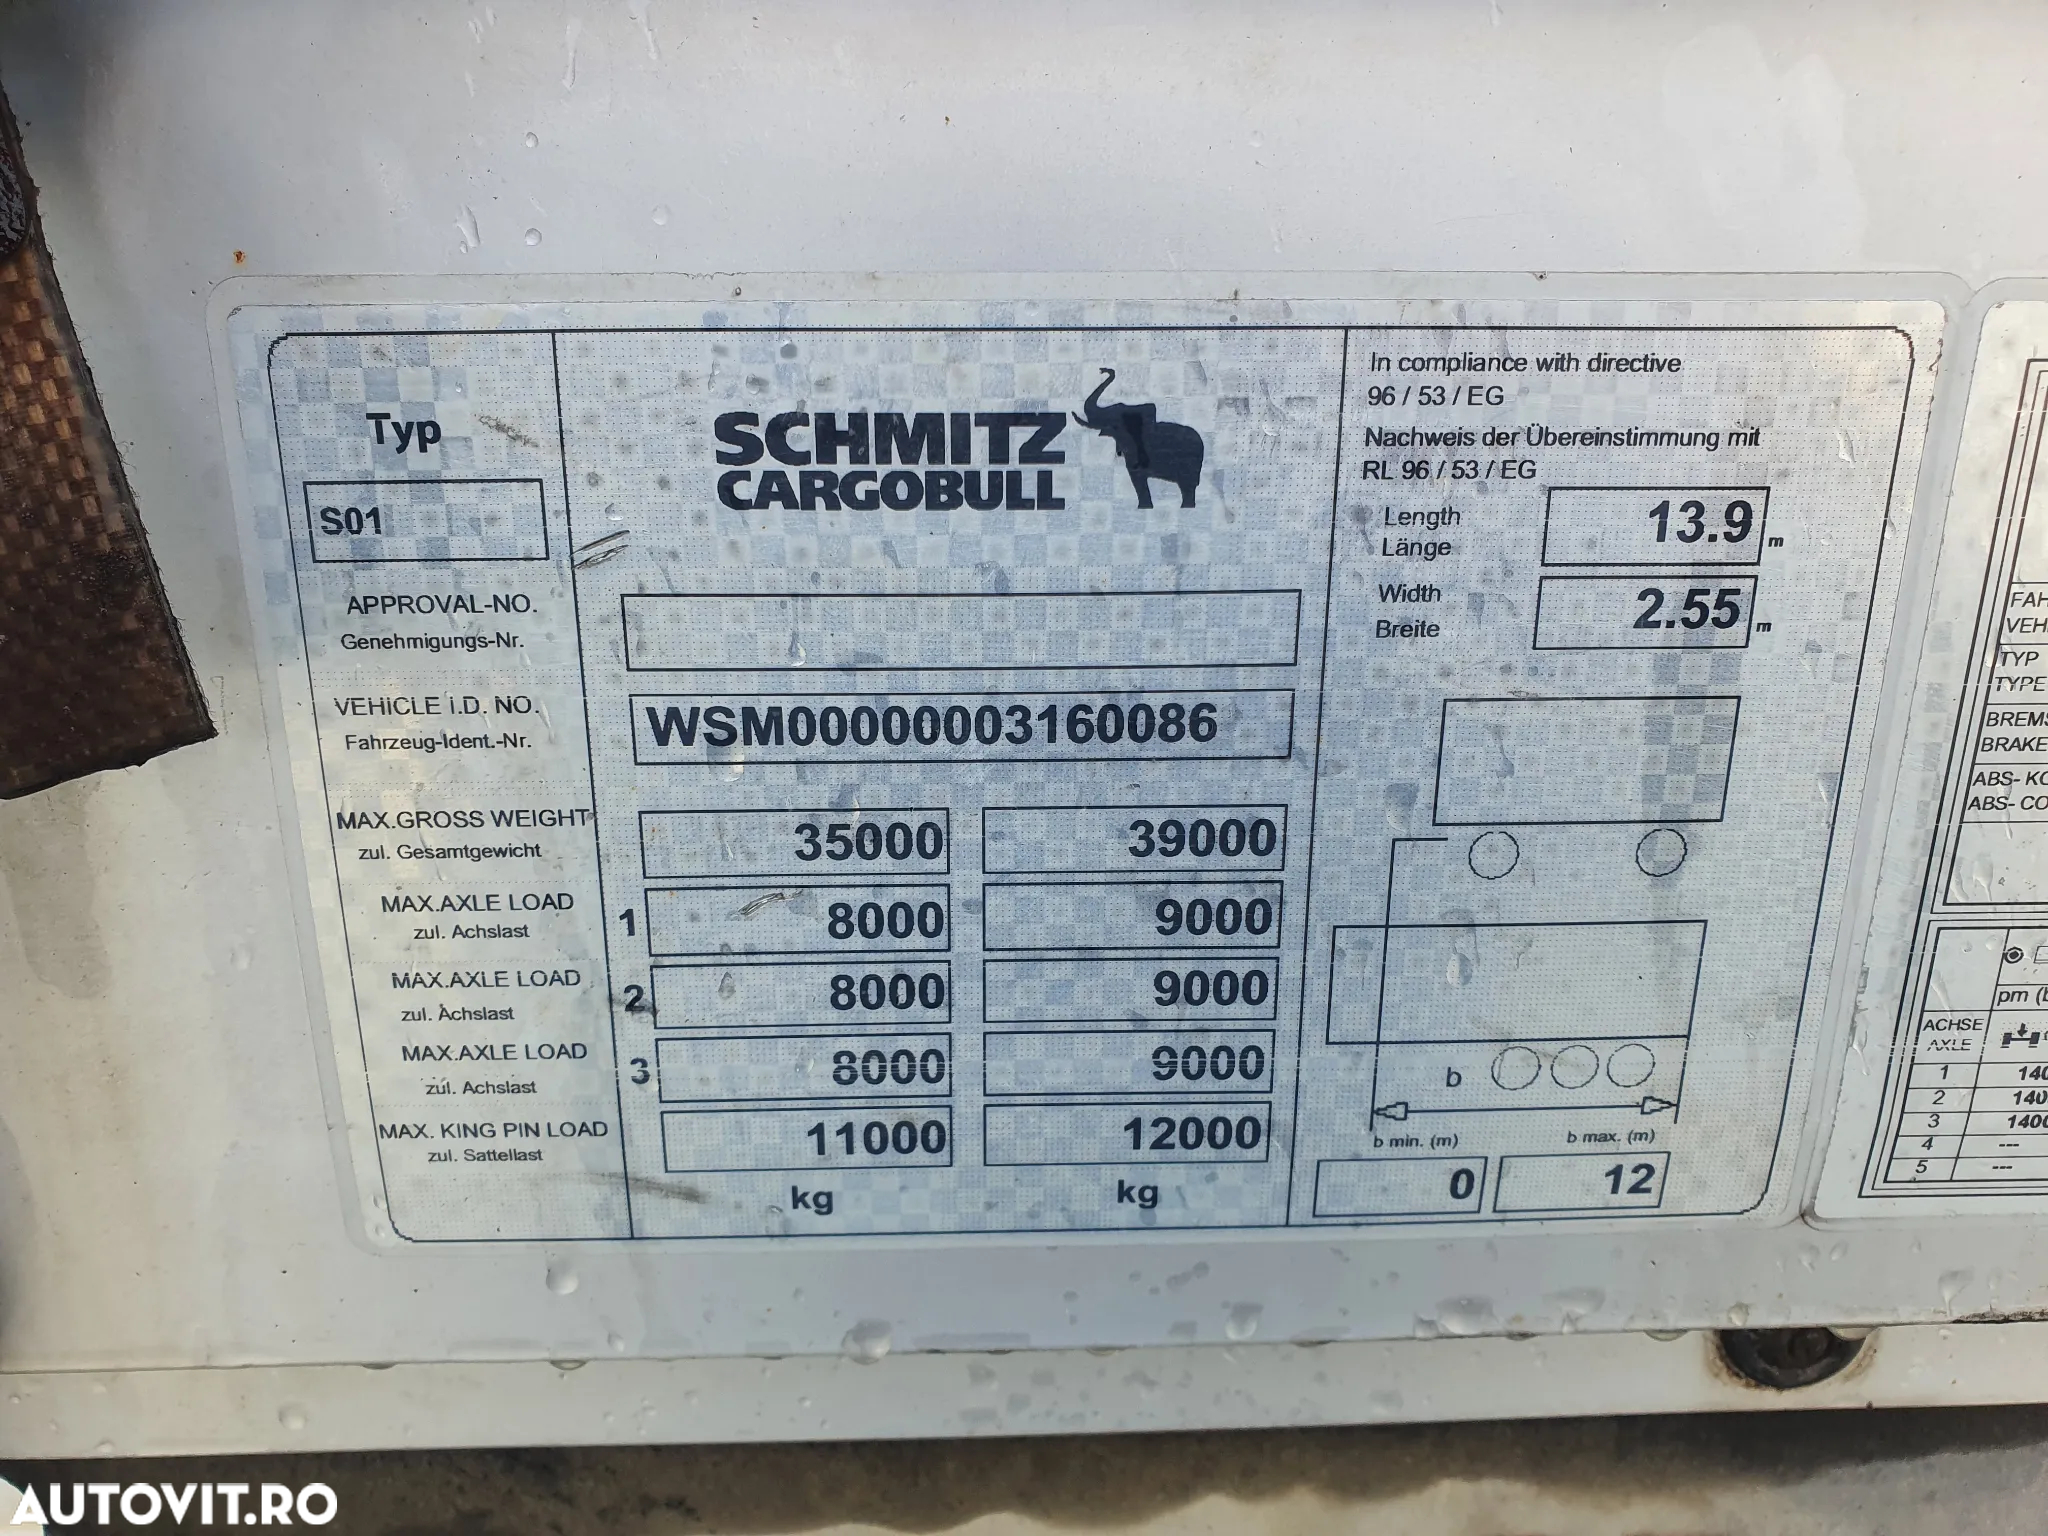 Typ
S01
SCHMITZ
CARGOBULL
In compliance with directive
96 / 53 / EG
Nachweis der Übereinstimmung mit
RL 96 / 53 / EG
Length
Länge
13.9 m
Width
Breite
2.55 m
APPROVAL-NO.
Genehmigungs-Nr.
VEHICLE I.D. NO.
Fahrzeug-Ident.-Nr.
WSM00000003160086
MAX.GROSS WEIGHT
zul. Gesamtgewicht
35000 39000
MAX.AXLE LOAD
zul. Achslast
1 8000 9000
MAX.AXLE LOAD
zul. Achslast
2 8000 9000
MAX.AXLE LOAD
zul. Achslast
3 8000 9000
MAX. KING PIN LOAD
zul. Sattellast
11000 12000
kg kg
b
b min. (m) b max. (m)
0 12
TYP
TYPE
ACHSE
AXLE
pm
1
2
3 1400
4 ---
5 ---
AUTOVIT.RO